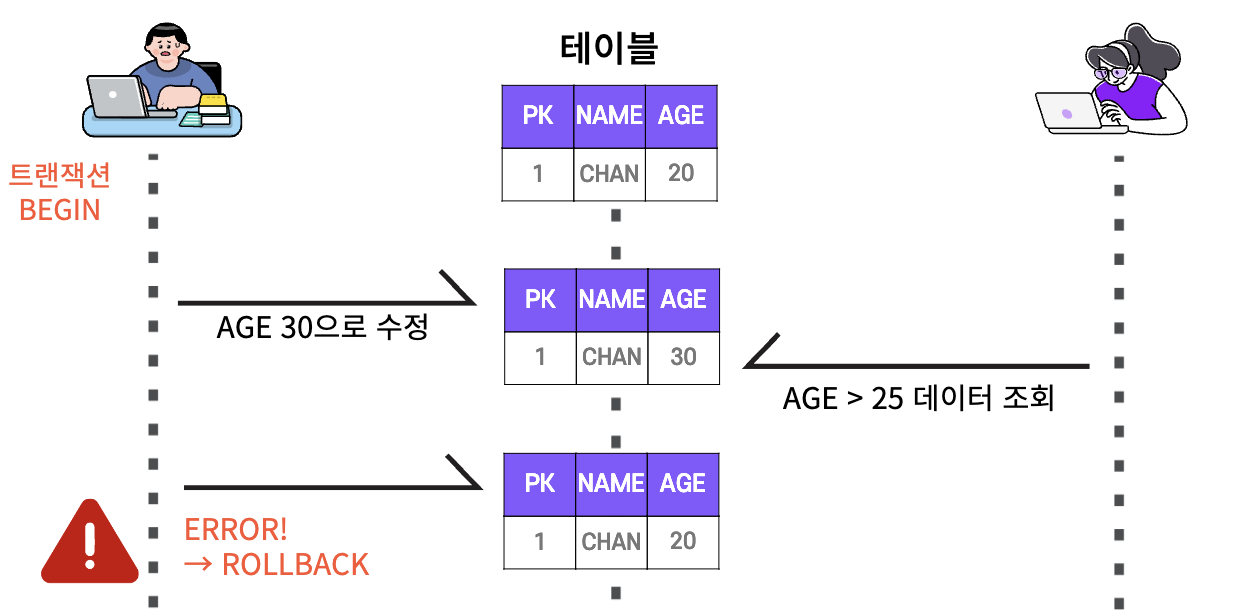 테이블
PK NAME AGE
1 CHAN 20
트랜잭션
BEGIN
PK NAME AGE
1 CHAN 30
AGE 30으로 수정
AGE > 25 데이터 조회
PK NAME AGE
1 CHAN 20
ERROR!
→ ROLLBACK